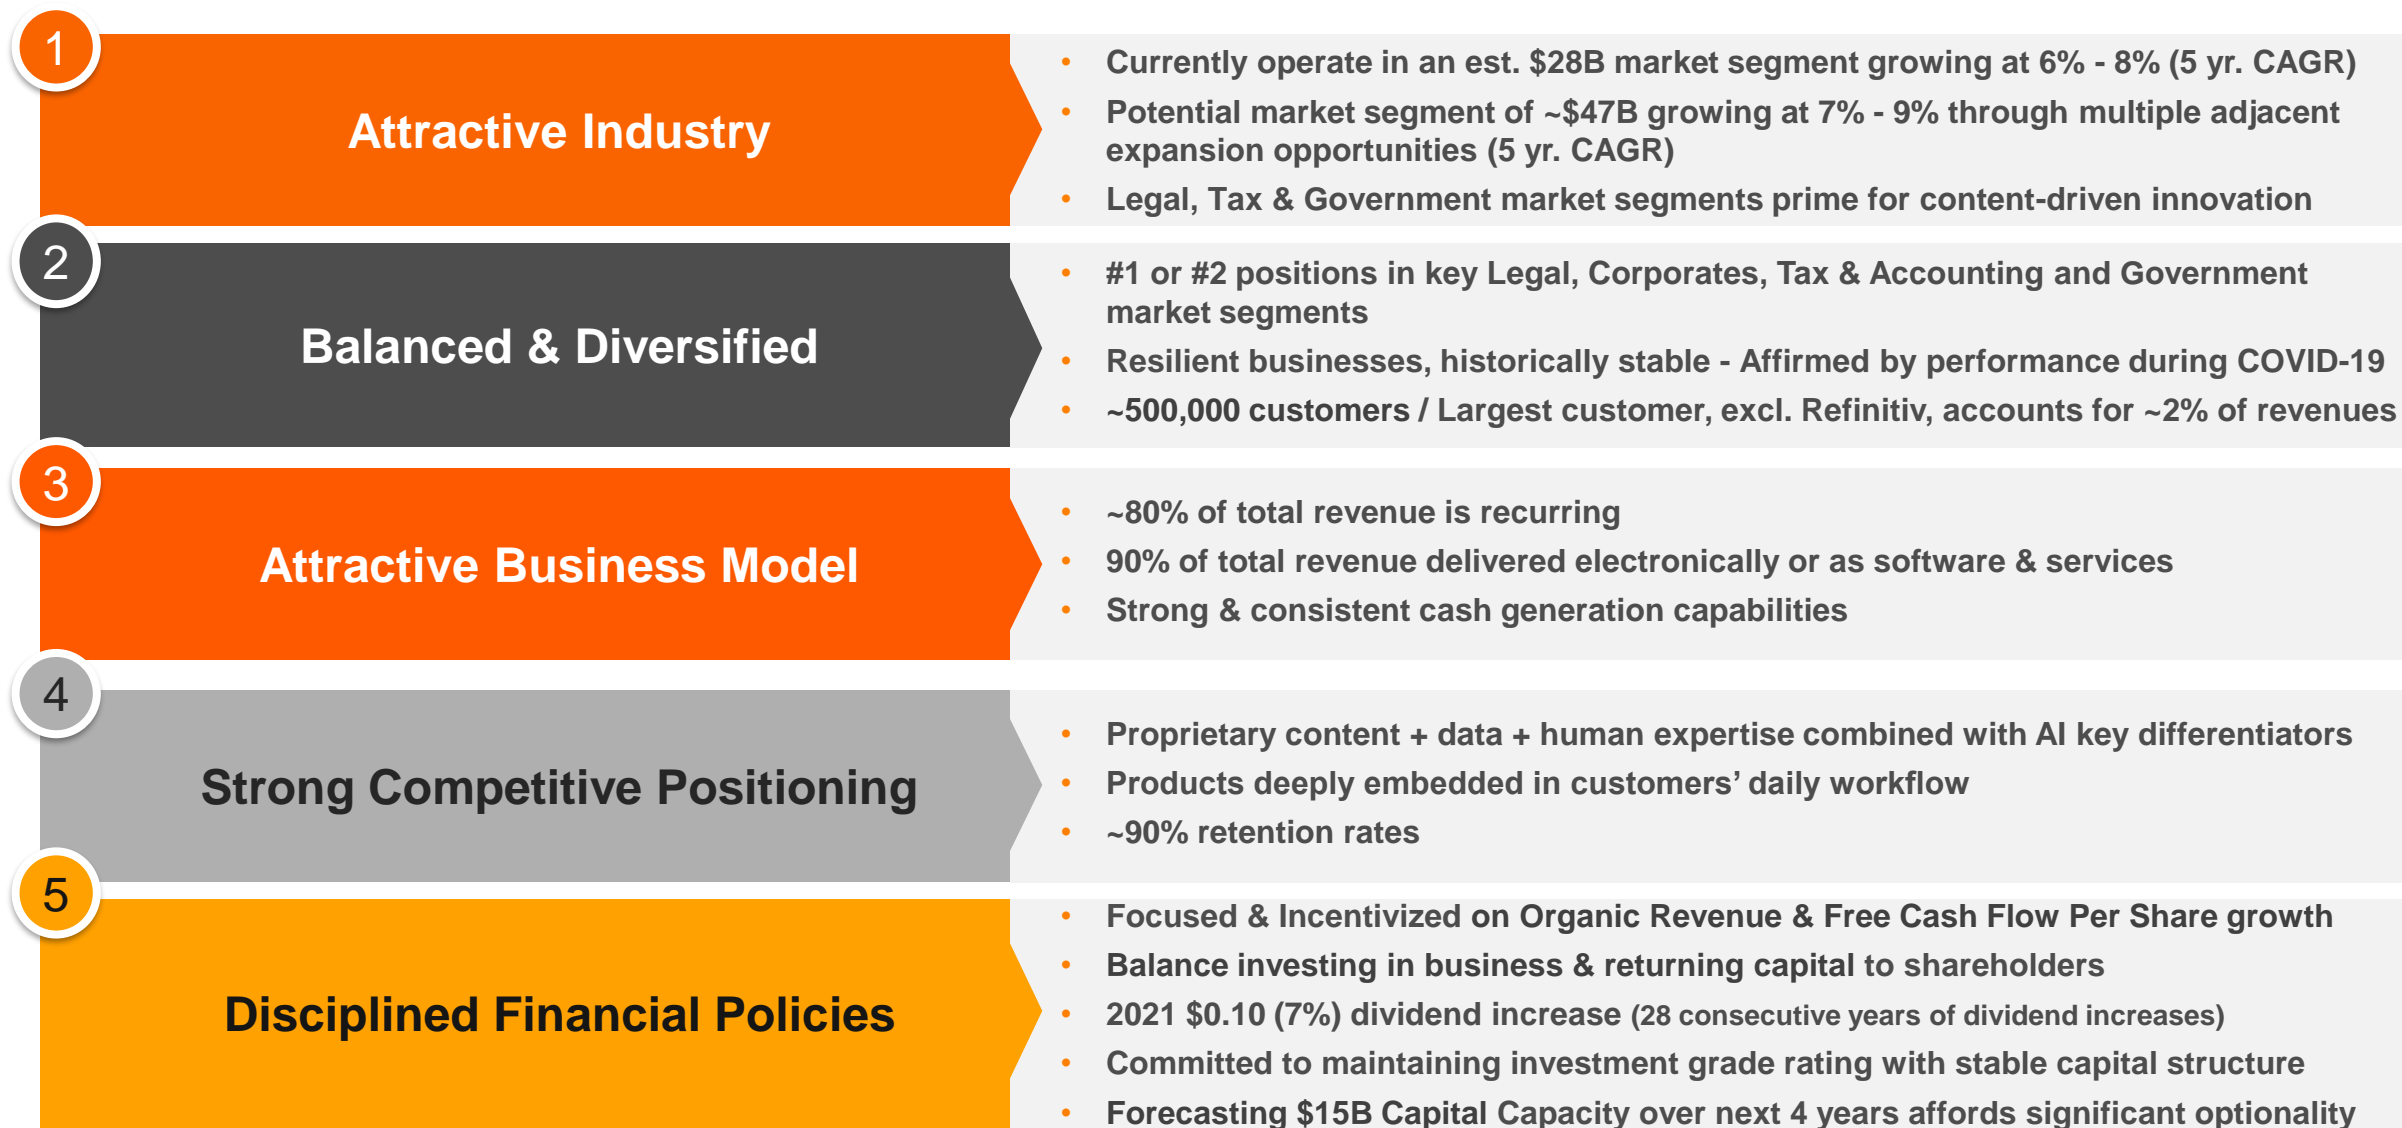 1
Attractive Industry
• Currently operate in an est. $28B market segment growing at 6% - 8% (5 yr. CAGR)
• Potential market segment of ~$47B growing at 7% - 9% through multiple adjacent
expansion opportunities (5 yr. CAGR)
• Legal, Tax & Government market segments prime for content-driven innovation
2
Balanced & Diversified
• #1 or #2 positions in key Legal, Corporates, Tax & Accounting and Government
market segments
• Resilient businesses, historically stable - Affirmed by performance during COVID-19
• ~500,000 customers / Largest customer, excl. Refinitiv, accounts for ~2% of revenues
3
Attractive Business Model
• ~80% of total revenue is recurring
• 90% of total revenue delivered electronically or as software & services
• Strong & consistent cash generation capabilities
4
Strong Competitive Positioning
• Proprietary content + data + human expertise combined with AI key differentiators
• Products deeply embedded in customers’ daily workflow
• ~90% retention rates
5
Disciplined Financial Policies
• Focused & Incentivized on Organic Revenue & Free Cash Flow Per Share growth
• Balance investing in business & returning capital to shareholders
• 2021 $0.10 (7%) dividend increase (28 consecutive years of dividend increases)
• Committed to maintaining investment grade rating with stable capital structure
• Forecasting $15B Capital Capacity over next 4 years affords significant optionality